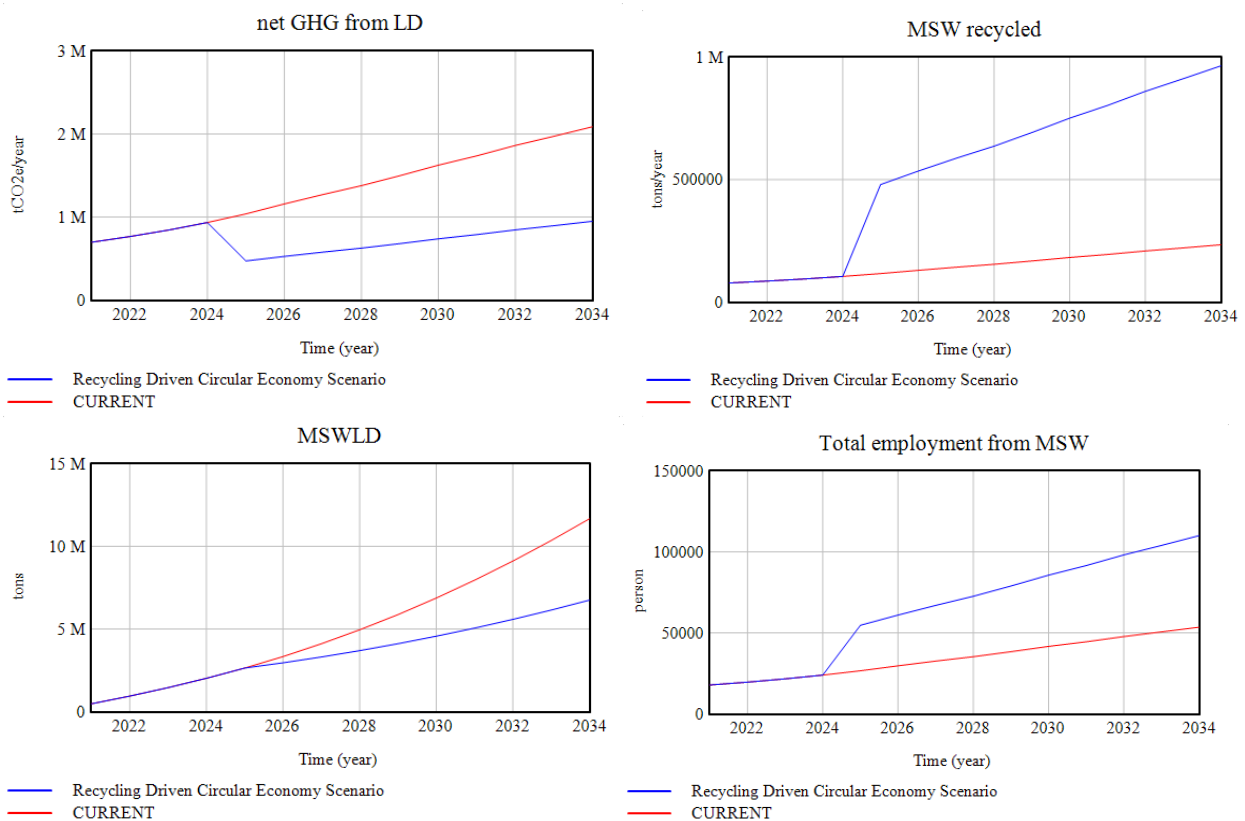 net GHG from LD
3 M
2 M
1 M
0
tCO2e/year
2022 2024 2026 2028 2030 2032 2034
Time (year)
Recycling Driven Circular Economy Scenario
CURRENT
MSW recycled
1 M
500000
0
tons/year
2022 2024 2026 2028 2030 2032 2034
Time (year)
Recycling Driven Circular Economy Scenario
CURRENT
MSWLD
15 M
10 M
5 M
0
tons
2022 2024 2026 2028 2030 2032 2034
Time (year)
Recycling Driven Circular Economy Scenario
CURRENT
Total employment from MSW
150000
100000
50000
0
person
2022 2024 2026 2028 2030 2032 2034
Time (year)
Recycling Driven Circular Economy Scenario
CURRENT